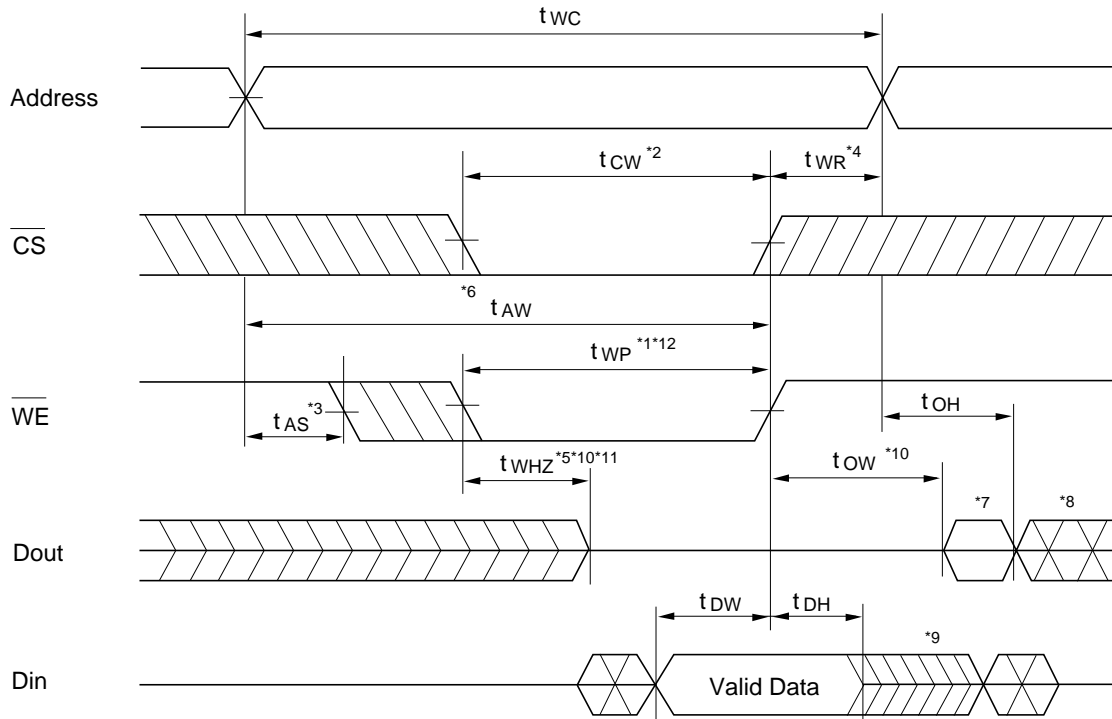 t WC
Address
t CW *2
t WR *4
CS
*6
t AW
t WP *1*12
WE
t AS *3
t OH
t WHZ *5*10*11
t OW *10
*7
*8
Dout
t DW
t DH
*9
Din
Valid Data